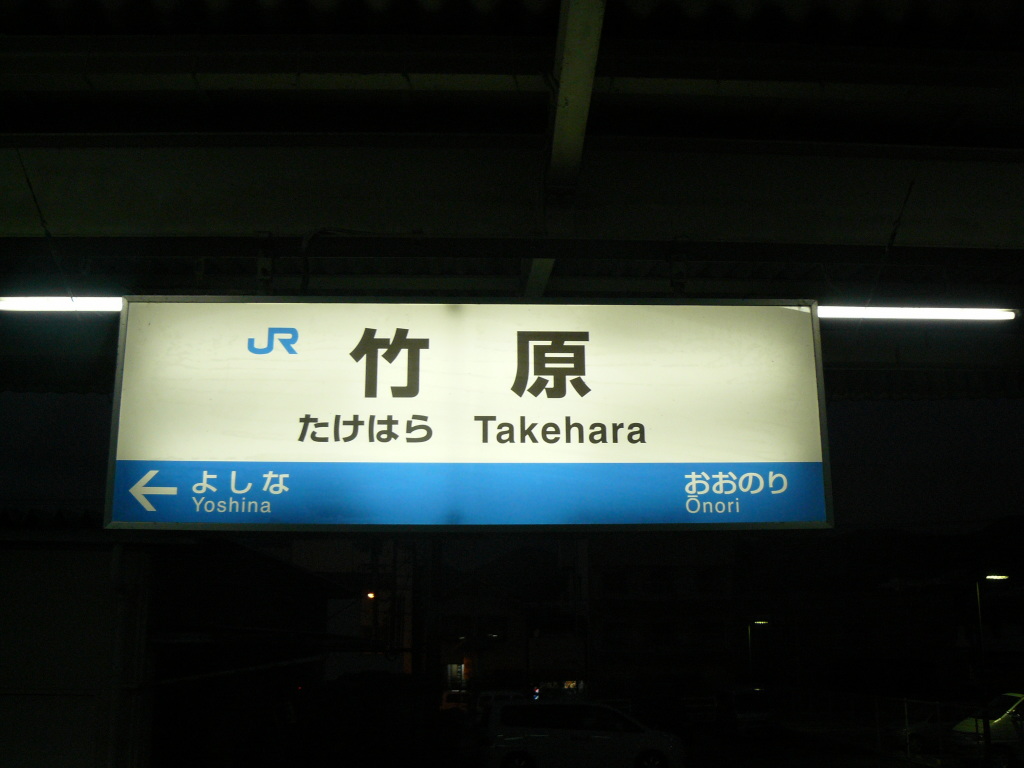 JR 竹原
たけはら Takehara
← よしな おおのり
Yoshina Ōnori